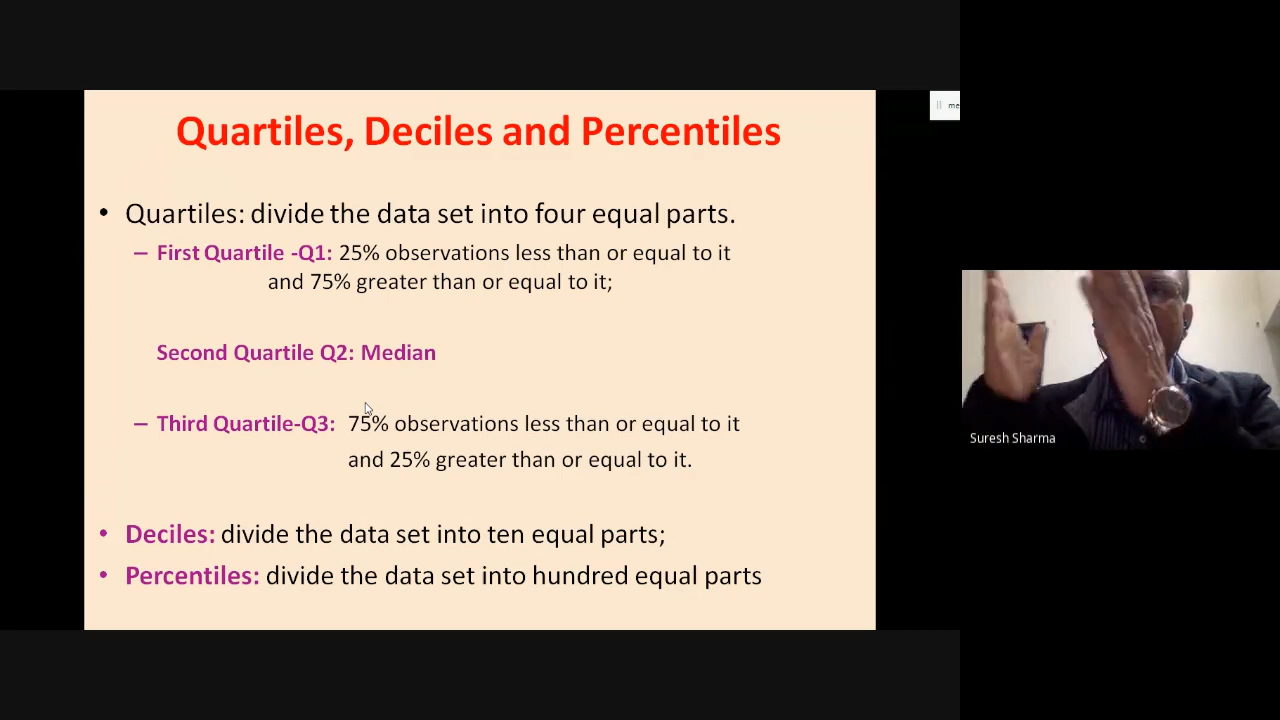 Quartiles, Deciles and Percentiles
• Quartiles: divide the data set into four equal parts.
– First Quartile -Q1: 25% observations less than or equal to it
and 75% greater than or equal to it;
Second Quartile Q2: Median
– Third Quartile-Q3: 75% observations less than or equal to it
and 25% greater than or equal to it.
• Deciles: divide the data set into ten equal parts;
• Percentiles: divide the data set into hundred equal parts
me
Suresh Sharma